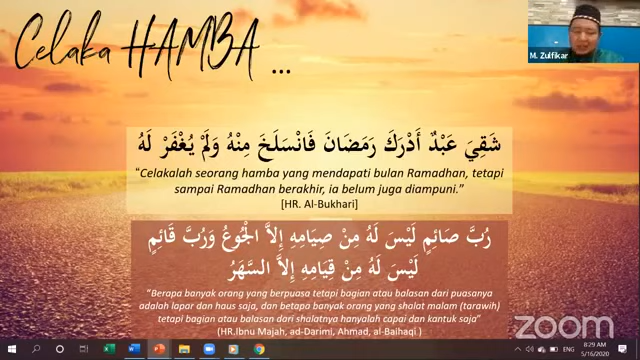 Celaka HAMBA ...
M. Zulfikar
شَقِيَ عَبْدٌ أَدْرَكَ رَمَضَانَ فَانْسَلَخَ مِنْهُ وَلَمْ يُغْفَرْ لَهُ
"Celakalah seorang hamba yang mendapati bulan Ramadhan, tetapi
sampai Ramadhan berakhir, ia belum juga diampuni."
[HR. Al-Bukhari]
رُبَّ صَائِمٍ لَيْسَ لَهُ مِنْ صِيَامِهِ إِلاَّ الْجُوْعُ وَرُبَّ قَائِمٍ
لَيْسَ لَهُ مِنْ قِيَامِهِ إِلاَّ السَّهَرُ
"Berapa banyak orang yang berpuasa tetapi bagian atau balasan dari puasanya
adalah lapar dan haus saja, dan betapa banyak orang yang shalat malam (tarawih)
tetapi bagian atau balasan dari shalatnya hanyalah capai dan kantuk saja"
(HR.Ibnu Majah, ad-Darimi, Ahmad, al-Baihaqi )
zoom
ENG
8:29 AM
5/16/2020